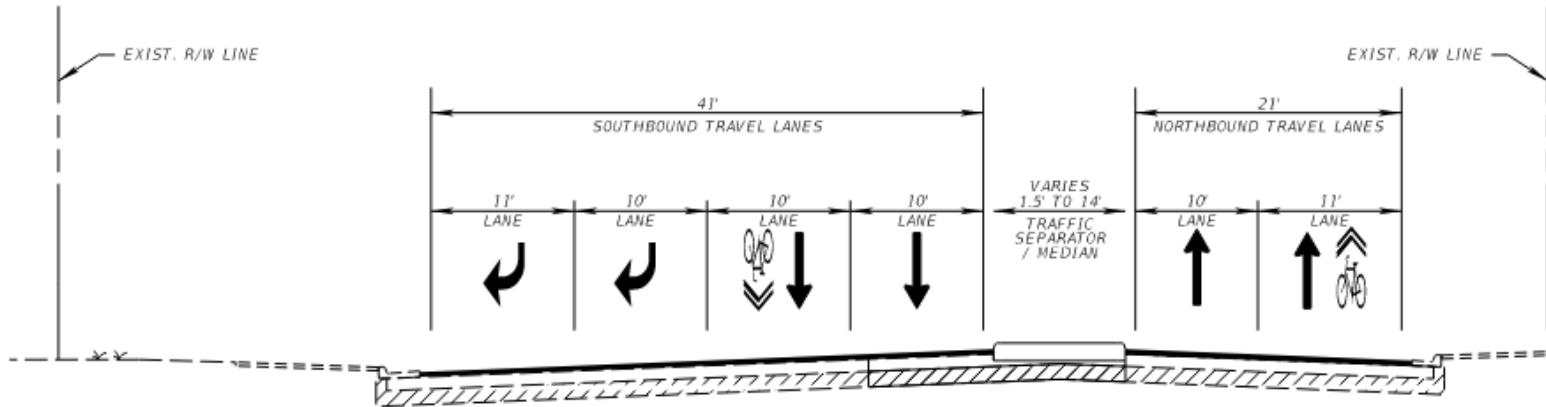 EXIST. R/W LINE
EXIST. R/W LINE
41'
SOUTHBOUND TRAVEL LANES
21'
NORTHBOUND TRAVEL LANES
11'
LANE
10'
LANE
10'
LANE
10'
LANE
VARIES
1.5' TO 14'
TRAFFIC
SEPARATOR
/ MEDIAN
10'
LANE
11'
LANE